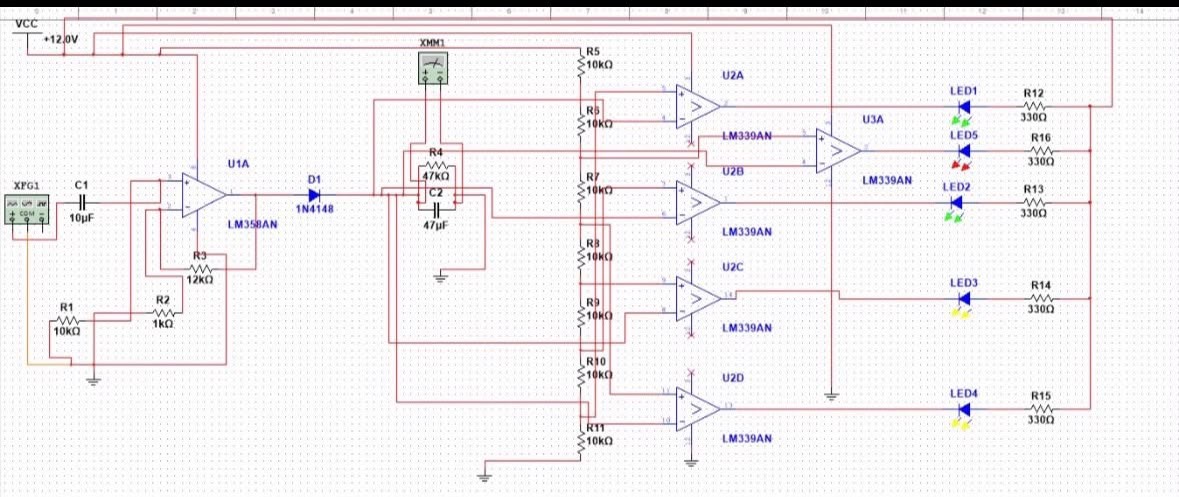 VCC
+12.0V
XMM1
R5
10kΩ
R6
10kΩ
U2A
LM339AN
LED1
R12
330Ω
U3A
LM339AN
LED5
R16
330Ω
R4
47kΩ
C2
47µF
U1A
LM358AN
D1
1N4148
XFG1
COM
C1
10µF
R7
10kΩ
U2B
LM339AN
LED2
R13
330Ω
R3
12kΩ
R8
10kΩ
U2C
LM339AN
LED3
R14
330Ω
R1
10kΩ
R2
1kΩ
R9
10kΩ
R10
10kΩ
U2D
LM339AN
LED4
R15
330Ω
R11
10kΩ